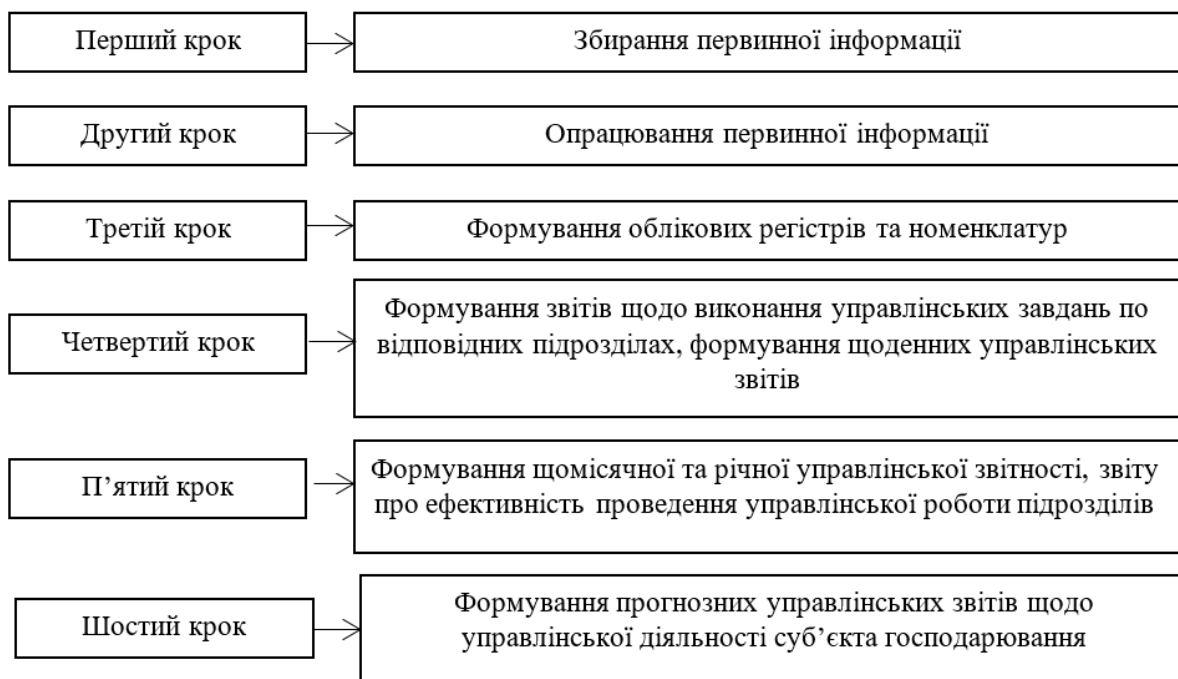 Перший крок
Збирання первинної інформації
Другий крок
Опрацювання первинної інформації
Третій крок
Формування облікових регістрів та номенклатур
Четвертий крок
Формування звітів щодо виконання управлінських завдань по
відповідних підрозділах, формування щоденних управлінських
звітів
П’ятий крок
Формування щомісячної та річної управлінської звітності, звіту
про ефективність проведення управлінської роботи підрозділів
Шостий крок
Формування прогнозних управлінських звітів щодо
управлінської діяльності суб’єкта господарювання